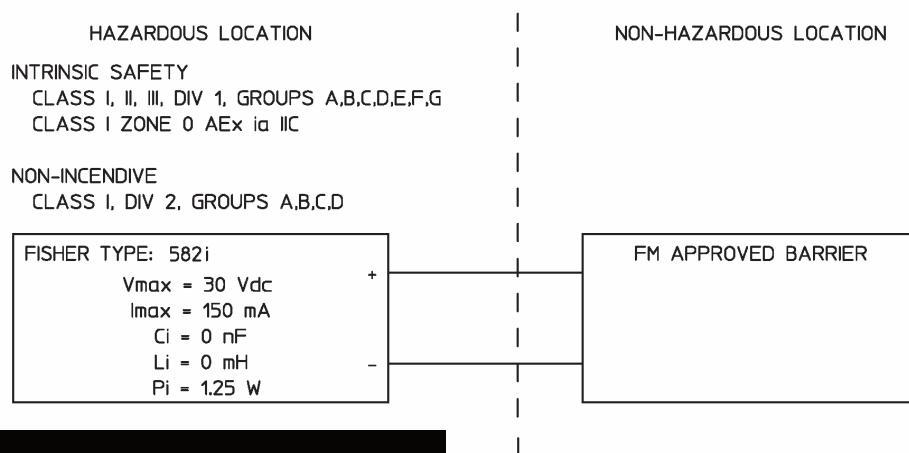 HAZARDOUS LOCATION
NON-HAZARDOUS LOCATION
INTRINSIC SAFETY
CLASS I, II, III, DIV 1, GROUPS A,B,C,D,E,F,G
CLASS I ZONE 0 AEx ia IIC
NON-INCENDIVE
CLASS I, DIV 2, GROUPS A,B,C,D
FISHER TYPE: 582i
Vmax = 30 Vdc
Imax = 150 mA
Ci = 0 nF
Li = 0 mH
Pi = 1.25 W
+
-
FM APPROVED BARRIER